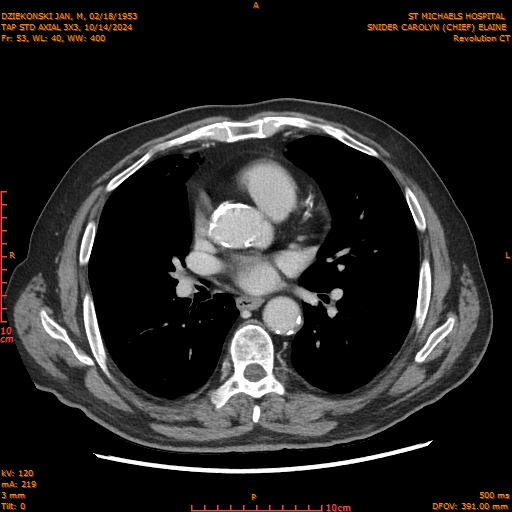 A
DZIEKONSKI JAN, M, 02/18/1953
TAP STD AXIAL 3X3, 10/14/2024
Fr: 53, WL: 40, WW: 400
ST MICHAELS HOSPITAL
SNIDER CAROLYN (CHIEF) ELAINE
Revolution CT
R
L
10
cm
kV: 120
mA: 219
3 mm
Tilt: 0
P
10cm
500 ms
DFOV: 391.00 mm